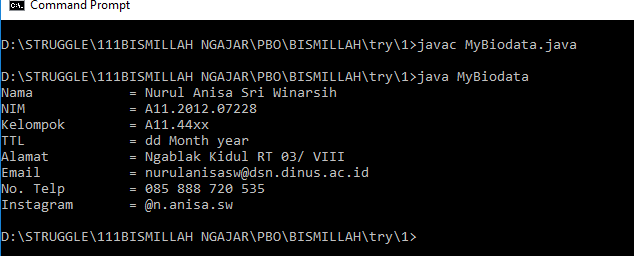 Command Prompt
D:\STRUGGLE\111BISMILLAH NGAJAR\PBO\BISMILLAH\try\1>javac MyBiodata.java
D:\STRUGGLE\111BISMILLAH NGAJAR\PBO\BISMILLAH\try\1>java MyBiodata
Nama = Nurul Anisa Sri Winarsih
NIM = A11.2012.07228
Kelompok = A11.44xx
TTL = dd Month year
Alamat = Ngablak Kidul RT 03/ VIII
Email = nurulanisasw@dsn.dinus.ac.id
No. Telp = 085 888 720 535
Instagram = @n.anisa.sw
D:\STRUGGLE\111BISMILLAH NGAJAR\PBO\BISMILLAH\try\1>